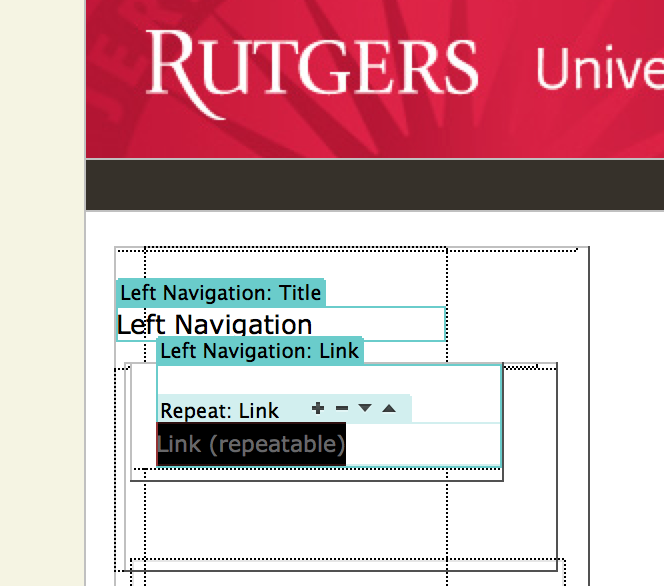 RUTGERS Unive
Left Navigation: Title
Left Navigation
Left Navigation: Link
Repeat: Link
Link (repeatable)